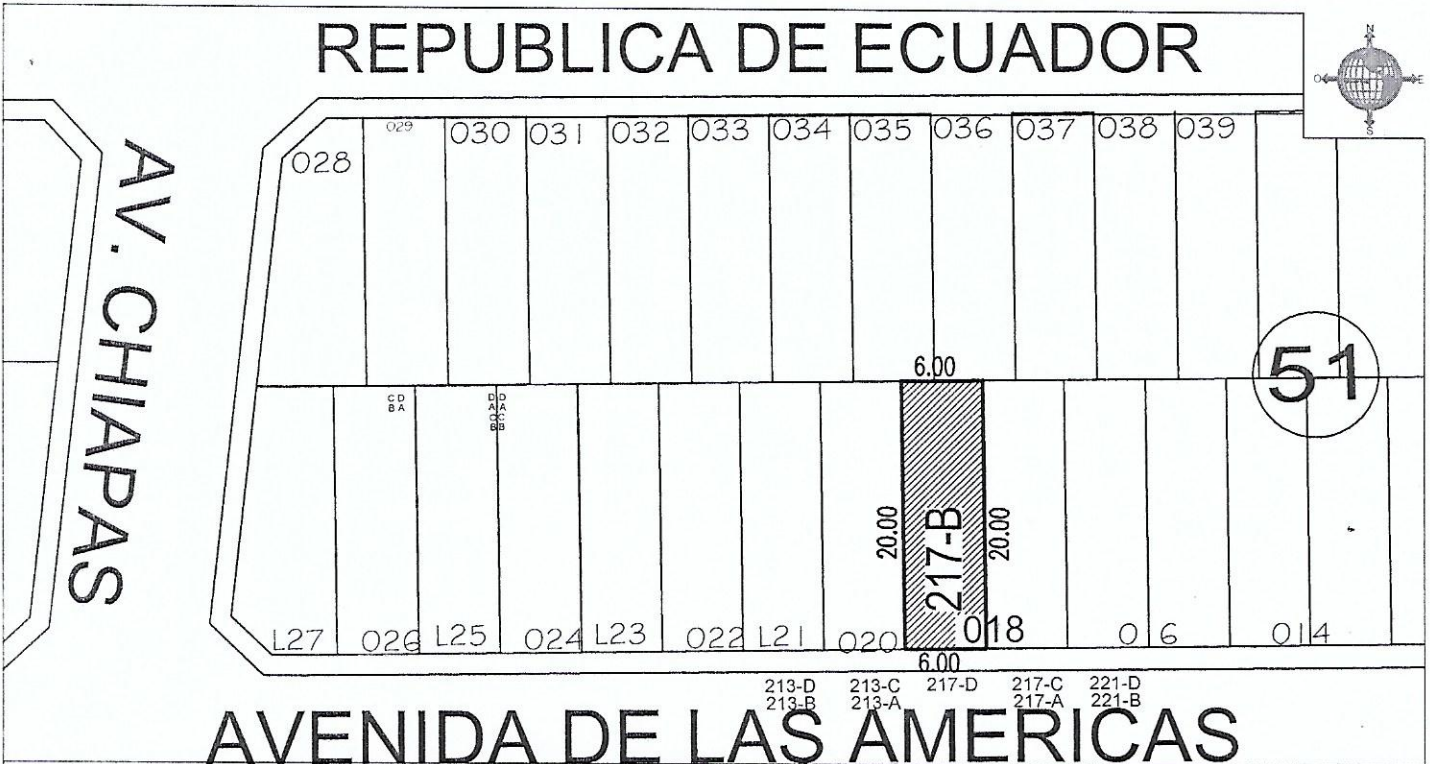 REPUBLICA DE ECUADOR
N
O
E
S
AV. CHIAPAS
028
029
030
031
032
033
034
035
036
037
038
039
51
6.00
C D
B A
D D
A A
C C
B B
20.00
217-B
20.00
L27
026
L25
024
L23
022
L21
020
018
016
014
6.00
213-D
213-B
213-C
213-A
217-D
217-C
217-A
221-D
221-B
AVENIDA DE LAS AMERICAS